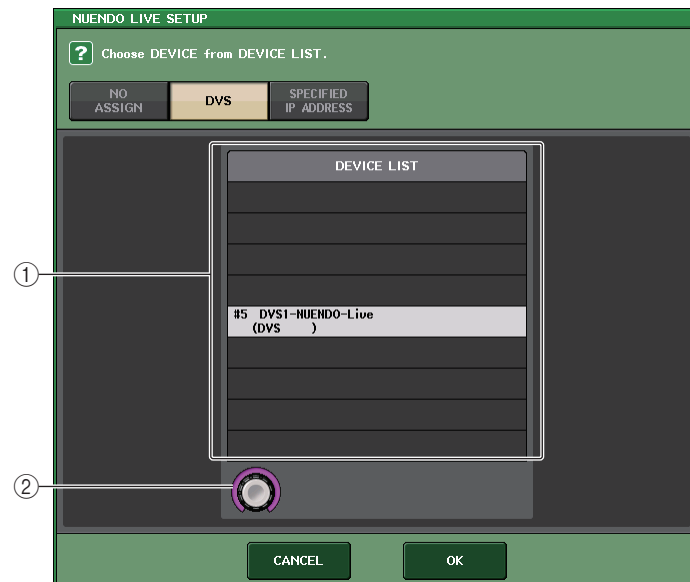 NUENDO LIVE SETUP
? Choose DEVICE from DEVICE LIST.
NO ASSIGN
DVS
SPECIFIED IP ADDRESS
DEVICE LIST
①
#5 DVS1-NUENDO-Live
(DVS )
②
CANCEL
OK